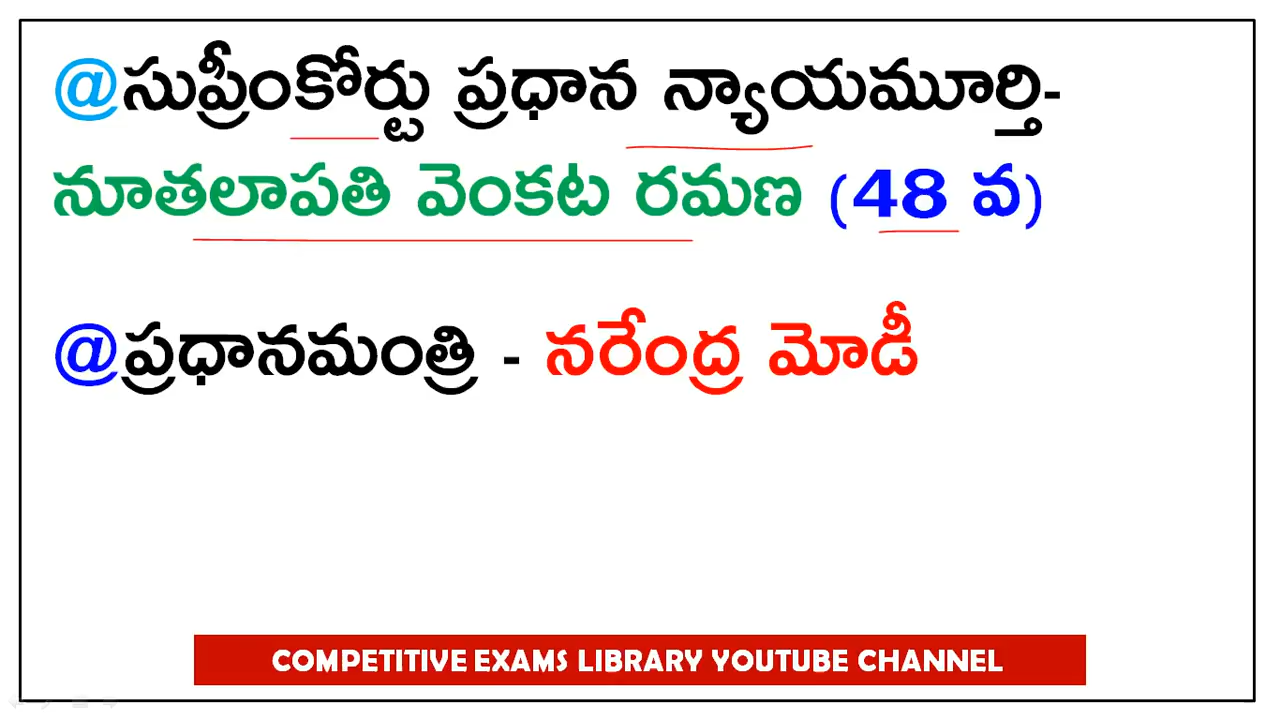 @సుప్రీంకోర్టు ప్రధాన న్యాయమూర్తి-
నూతలాపతి వెంకట రమణ (48 వ)
@ప్రధానమంత్రి - నరేంద్ర మోడీ
COMPETITIVE EXAMS LIBRARY YOUTUBE CHANNEL